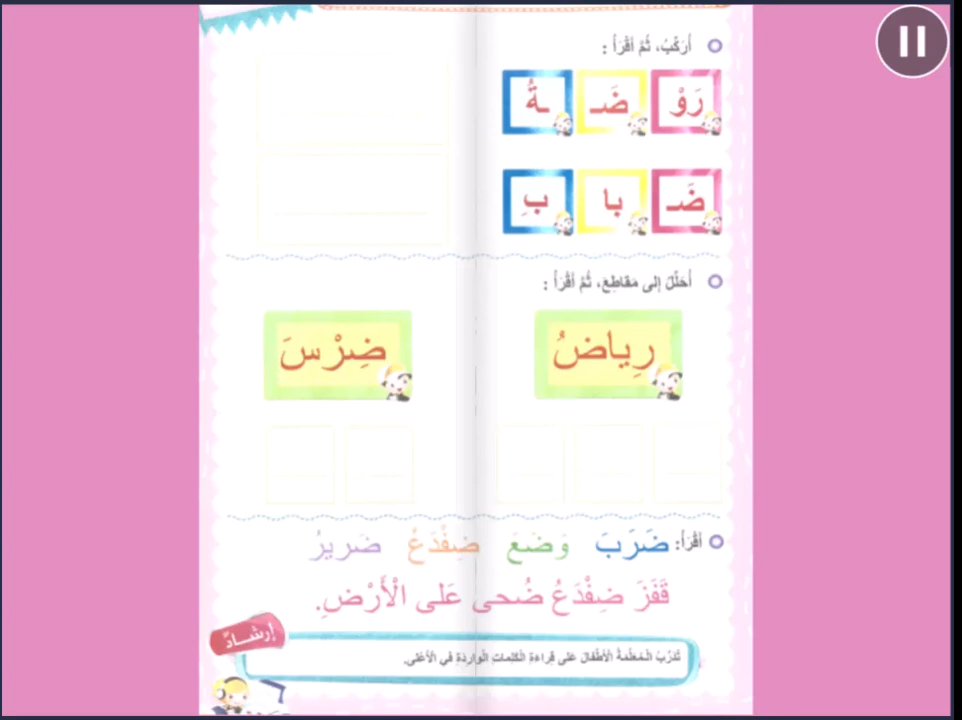 أُرَكِّبُ، ثُمَّ أَقْرَأُ :
رَوْ ضَـ ـةُ
ضَـ با بِ
أُحَلِّلُ إِلى مَقاطِعَ، ثُمَّ أَقْرَأُ :
رِياضُ ضِرْسَ
أَقْرَأُ: ضَرَبَ وَضَعَ ضِفْدَعُ ضَريرُ
قَفَزَ ضِفْدَعُ ضُحى عَلى الْأَرْضِ.
إرشـادٌ
تُدَرِّبُ الْمُعَلِّمَةُ الْأَطْفالَ عَلى قِراءَةِ الْكَلِماتِ الْوارِدَةِ في الْأَعْلى.